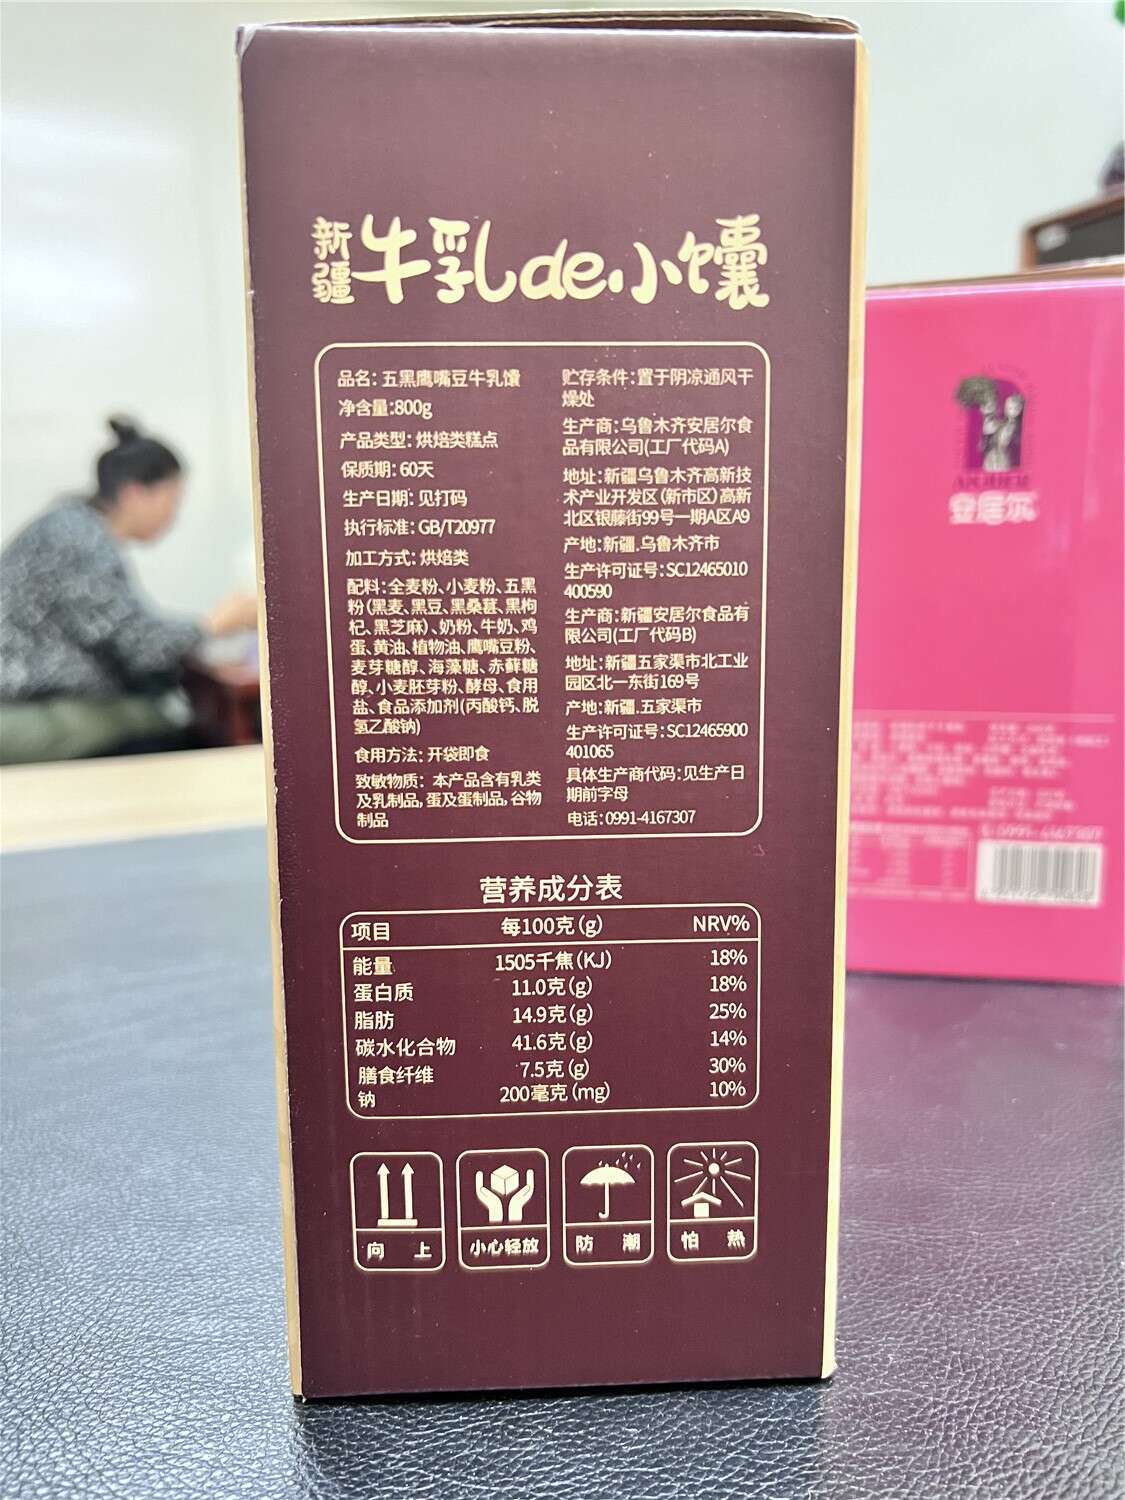 新疆牛乳de小馕
品名：五黑鹰嘴豆牛乳馕
净含量:800g
产品类型：烘焙类糕点
保质期：60天
生产日期：见打码
执行标准：GB/T20977
加工方式：烘焙类
配料：全麦粉、小麦粉、五黑
粉（黑麦、黑豆、黑桑葚、黑枸
杞、黑芝麻）、奶粉、牛奶、鸡
蛋、黄油、植物油、鹰嘴豆粉、
麦芽糖醇、海藻糖、赤藓糖
醇、小麦胚芽粉、酵母、食用
盐、食品添加剂(丙酸钙、脱
氢乙酸钠)
食用方法：开袋即食
致敏物质：本产品含有乳类
及乳制品，蛋及蛋制品，谷物
制品
贮存条件：置于阴凉通风干
燥处
生产商：乌鲁木齐安居尔食
品有限公司(工厂代码A)
地址：新疆乌鲁木齐高新技
术产业开发区（新市区）高新
北区银藤街99号一期A区A9
产地：新疆.乌鲁木齐市
生产许可证号：SC12465010
400590
生产商：新疆安居尔食品有
限公司(工厂代码B)
地址：新疆五家渠市北工业
园区北一东街169号
产地：新疆.五家渠市
生产许可证号：SC12465900
401065
具体生产商代码：见生产日
期前字母
电话：0991-4167307
营养成分表
项目 每100克(g) NRV%
能量 1505千焦(KJ) 18%
蛋白质 11.0克(g) 18%
脂肪 14.9克(g) 25%
碳水化合物 41.6克(g) 14%
膳食纤维 7.5克(g) 30%
钠 200毫克(mg) 10%
向上
小心轻放
防潮
怕热
安居尔
0991-4167307